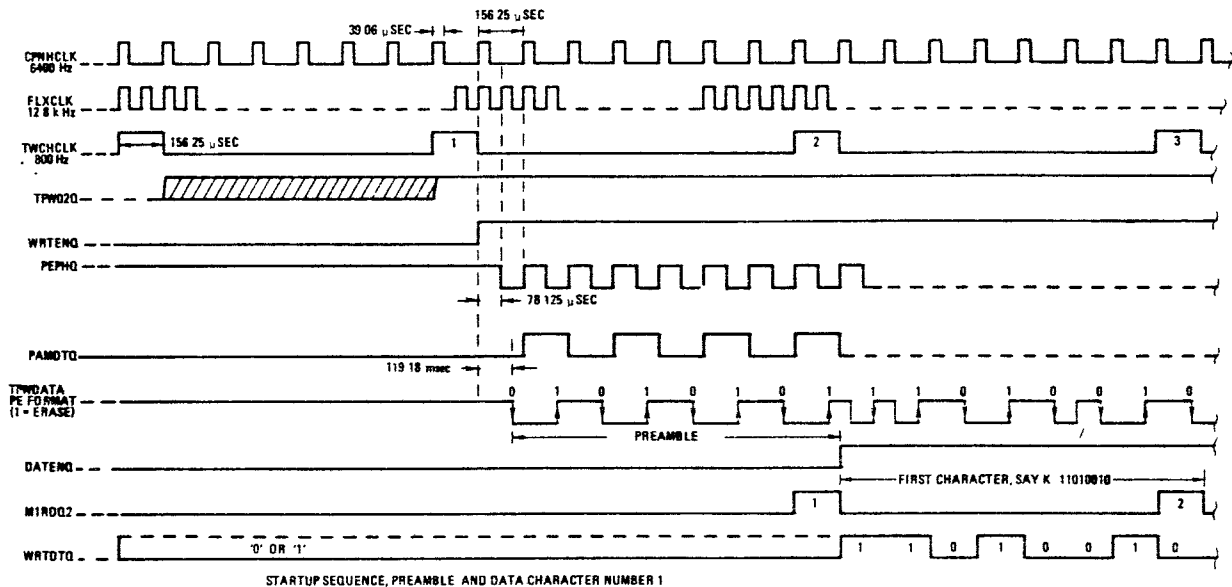 156.25 µSEC
39.06 µSEC
CPNHCLK
6400 Hz
FLXCLK
12.8 kHz
156.25 µSEC
TWCHCLK
800 Hz
1 2 3
TPW02Q
WRTENQ
PEPHQ
78.125 µSEC
PAMDTQ
119.18 msec
TPWDATA
PE FORMAT
(1 = ERASE)
0 1 0 1 0 1 0 1 1 1 0 1 0 0 1 0
PREAMBLE
DATENQ
FIRST CHARACTER, SAY K 11010010
M1RDQ2
1 2
WRTDTQ
'0' OR '1'
1 1 0 1 0 0 1 0
STARTUP SEQUENCE, PREAMBLE AND DATA CHARACTER NUMBER 1